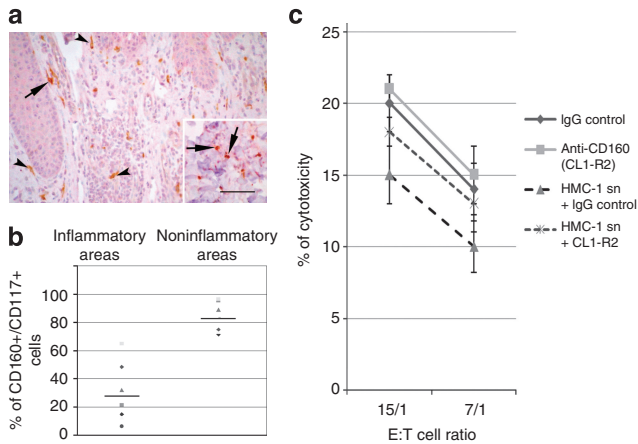 a
b
Inflammatory areas
Noninflammatory areas
% of CD160+/CD117+ cells
100
80
60
40
20
0
c
% of cytotoxicity
25
20
15
10
5
0
15/1
7/1
E:T cell ratio
IgG control
Anti-CD160
(CL1-R2)
HMC-1 sn
+ IgG control
HMC-1 sn
+ CL1-R2